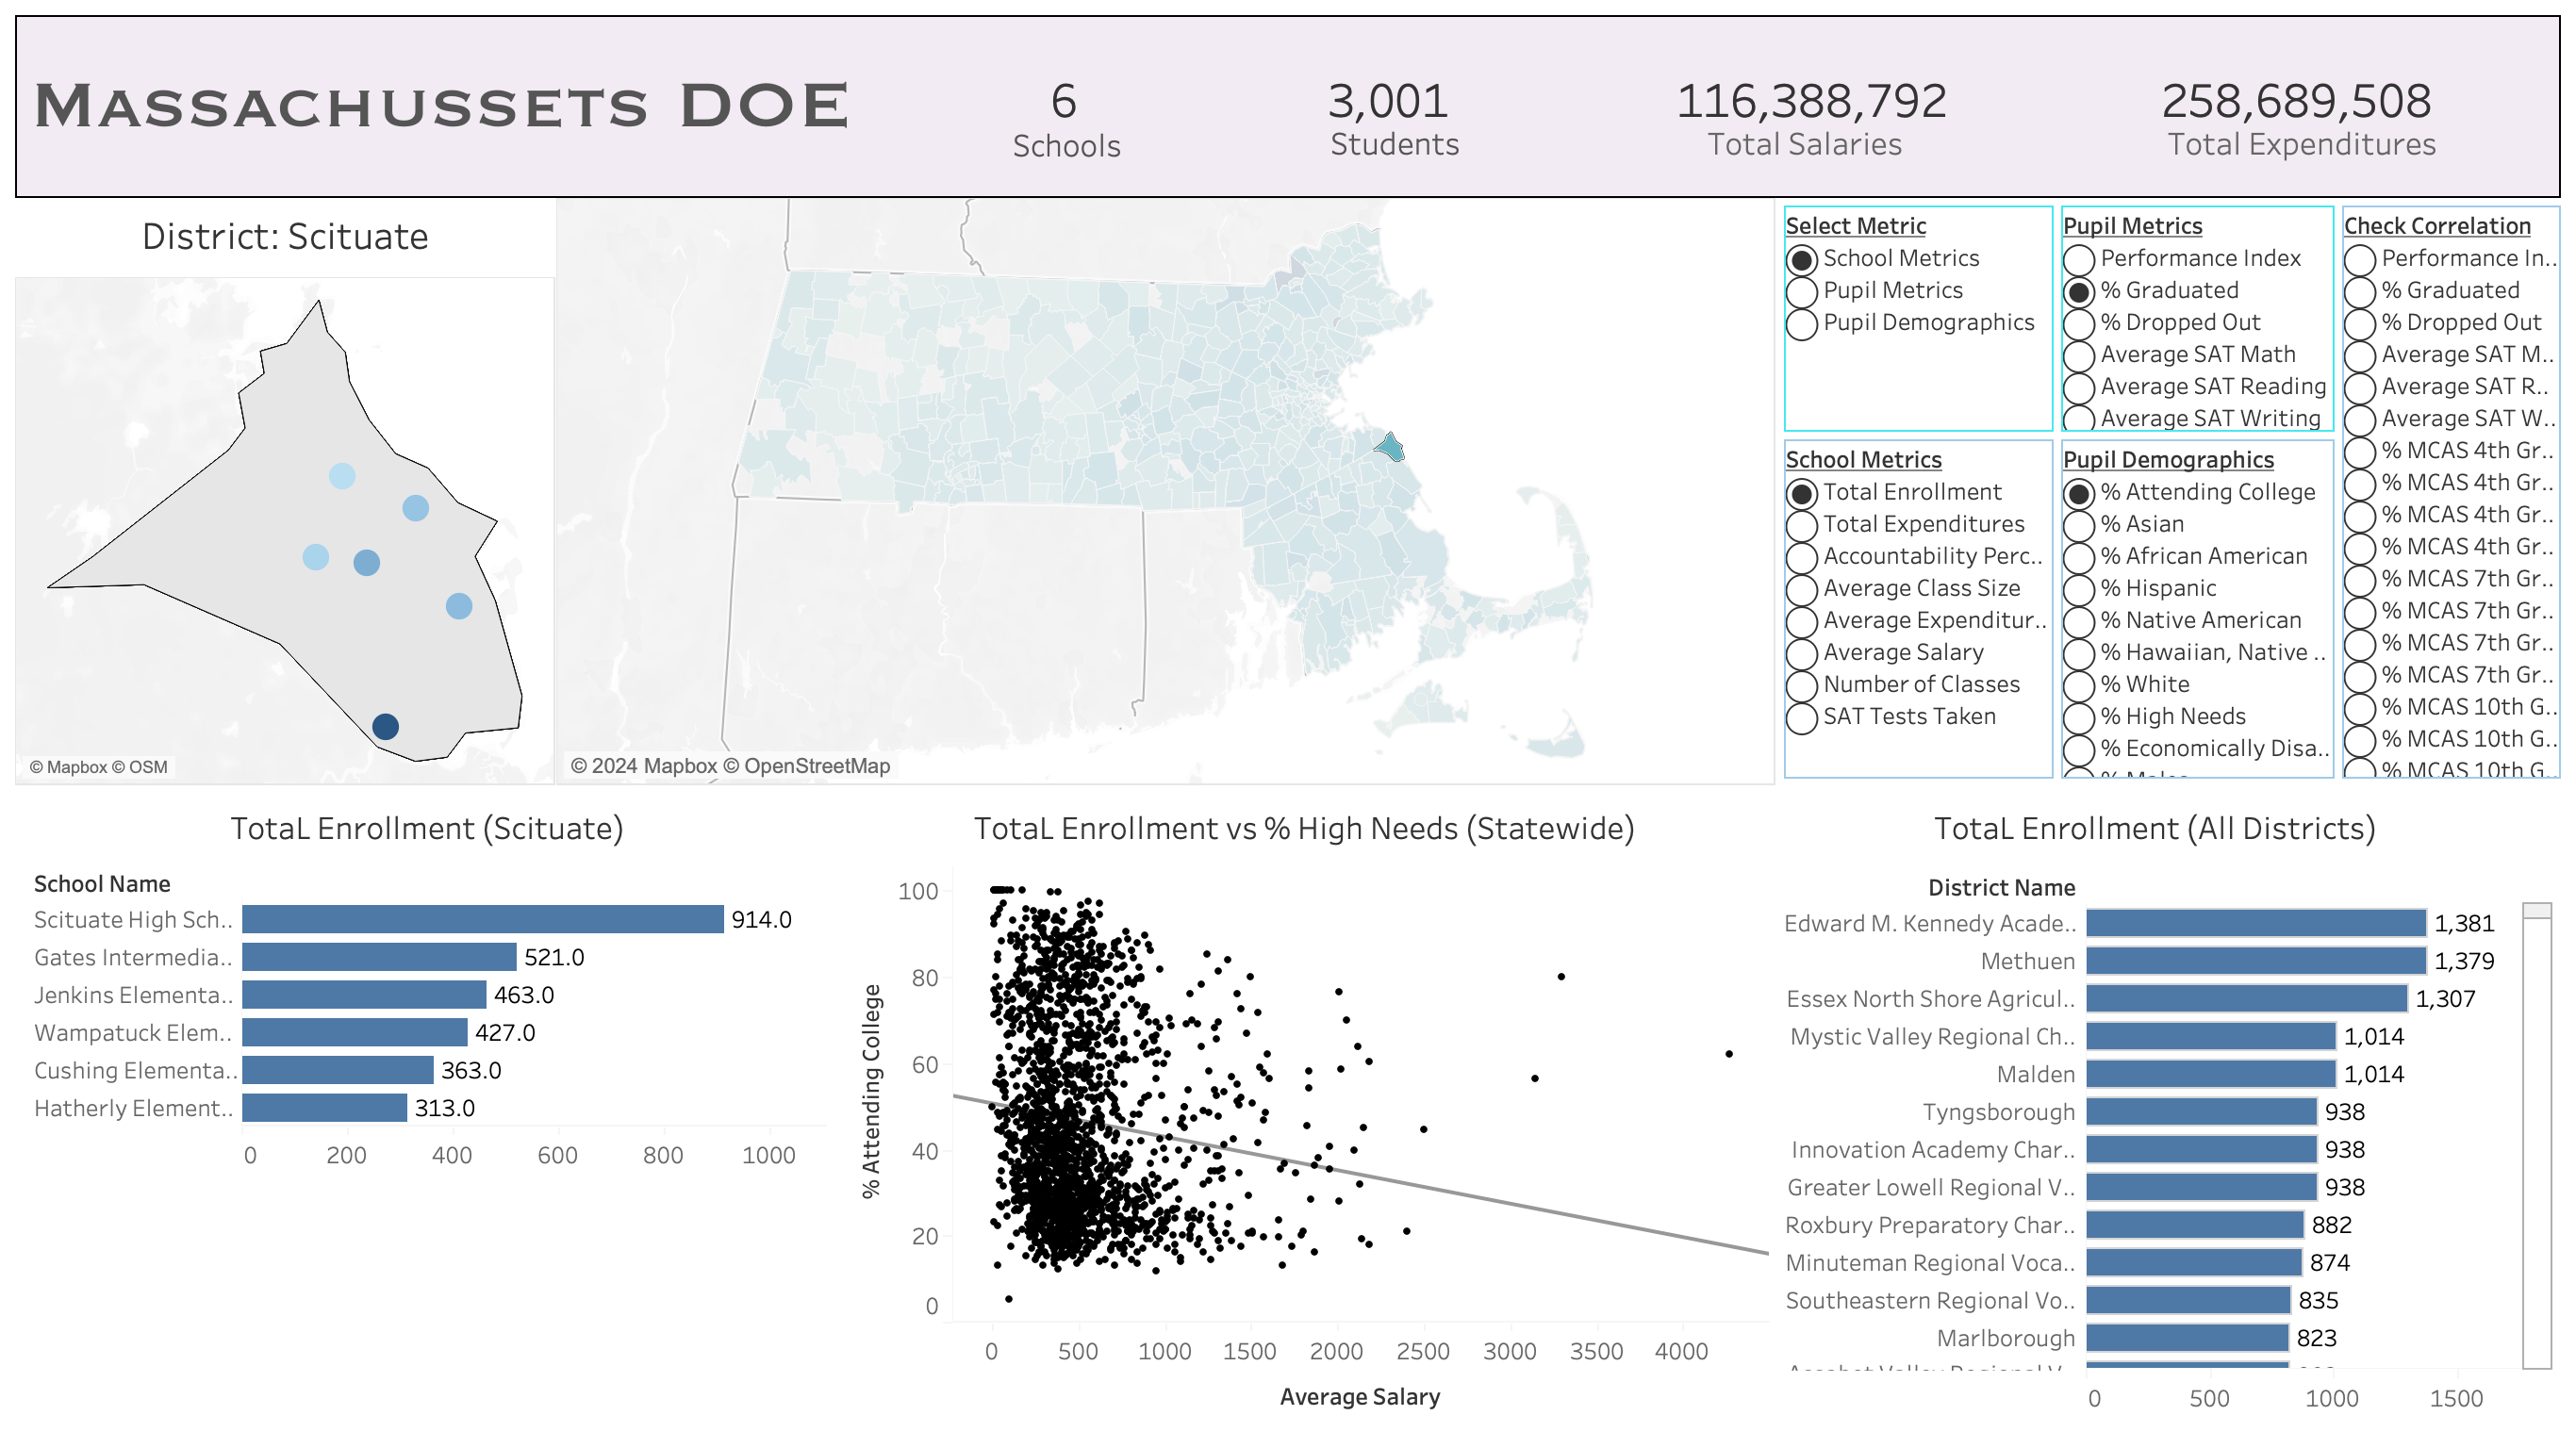 MASSACHUSSETS DOE
6
Schools
3,001
Students
116,388,792
Total Salaries
258,689,508
Total Expenditures
District: Scituate
© Mapbox © OSM
© 2024 Mapbox © OpenStreetMap
Select Metric
School Metrics
Pupil Metrics
Pupil Demographics
Pupil Metrics
Performance Index
% Graduated
% Dropped Out
Average SAT Math
Average SAT Reading
Average SAT Writing
School Metrics
Total Enrollment
Total Expenditures
Accountability Perc..
Average Class Size
Average Expenditur..
Average Salary
Number of Classes
SAT Tests Taken
Pupil Demographics
% Attending College
% Asian
% African American
% Hispanic
% Native American
% Hawaiian, Native ..
% White
% High Needs
% Economically Disa..
Check Correlation
Performance In..
% Graduated
% Dropped Out
Average SAT M..
Average SAT R..
Average SAT W..
% MCAS 4th Gr..
% MCAS 4th Gr..
% MCAS 4th Gr..
% MCAS 4th Gr..
% MCAS 7th Gr..
% MCAS 7th Gr..
% MCAS 7th Gr..
% MCAS 7th Gr..
% MCAS 10th G..
% MCAS 10th G..
% MCAS 10th G..
TotaL Enrollment (Scituate)
School Name
Scituate High Sch.. 914.0
Gates Intermedia.. 521.0
Jenkins Elementa.. 463.0
Wampatuck Elem.. 427.0
Cushing Elementa.. 363.0
Hatherly Element.. 313.0
0 200 400 600 800 1000
TotaL Enrollment vs % High Needs (Statewide)
% Attending College
100
80
60
40
20
0
0 500 1000 1500 2000 2500 3000 3500 4000
Average Salary
TotaL Enrollment (All Districts)
District Name
Edward M. Kennedy Acade.. 1,381
Methuen 1,379
Essex North Shore Agricul.. 1,307
Mystic Valley Regional Ch.. 1,014
Malden 1,014
Tyngsborough 938
Innovation Academy Char.. 938
Greater Lowell Regional V.. 938
Roxbury Preparatory Char.. 882
Minuteman Regional Voca.. 874
Southeastern Regional Vo.. 835
Marlborough 823
0 500 1000 1500